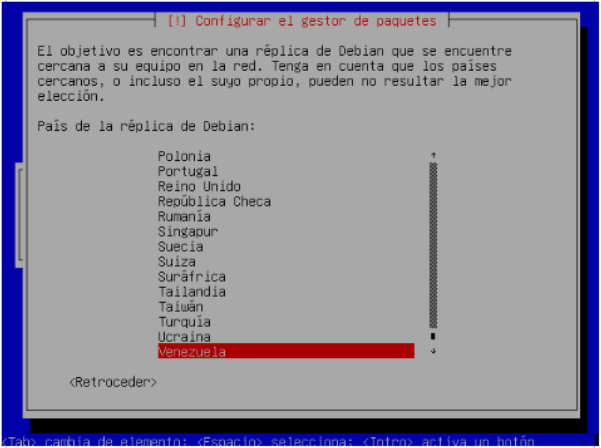 [!] Configurar el gestor de paquetes
El objetivo es encontrar una réplica de Debian que se encuentre
cercana a su equipo en la red. Tenga en cuenta que los países
cercanos, o incluso el suyo propio, pueden no resultar la mejor
elección.
País de la réplica de Debian:
Polonia
Portugal
Reino Unido
República Checa
Rumanía
Singapur
Suecia
Suiza
Suráfrica
Tailandia
Taiwán
Turquía
Ucraina
Venezuela
<Retroceder>
<Tab> cambia de elemento; <Espacio> selecciona; <Intro> activa un botón